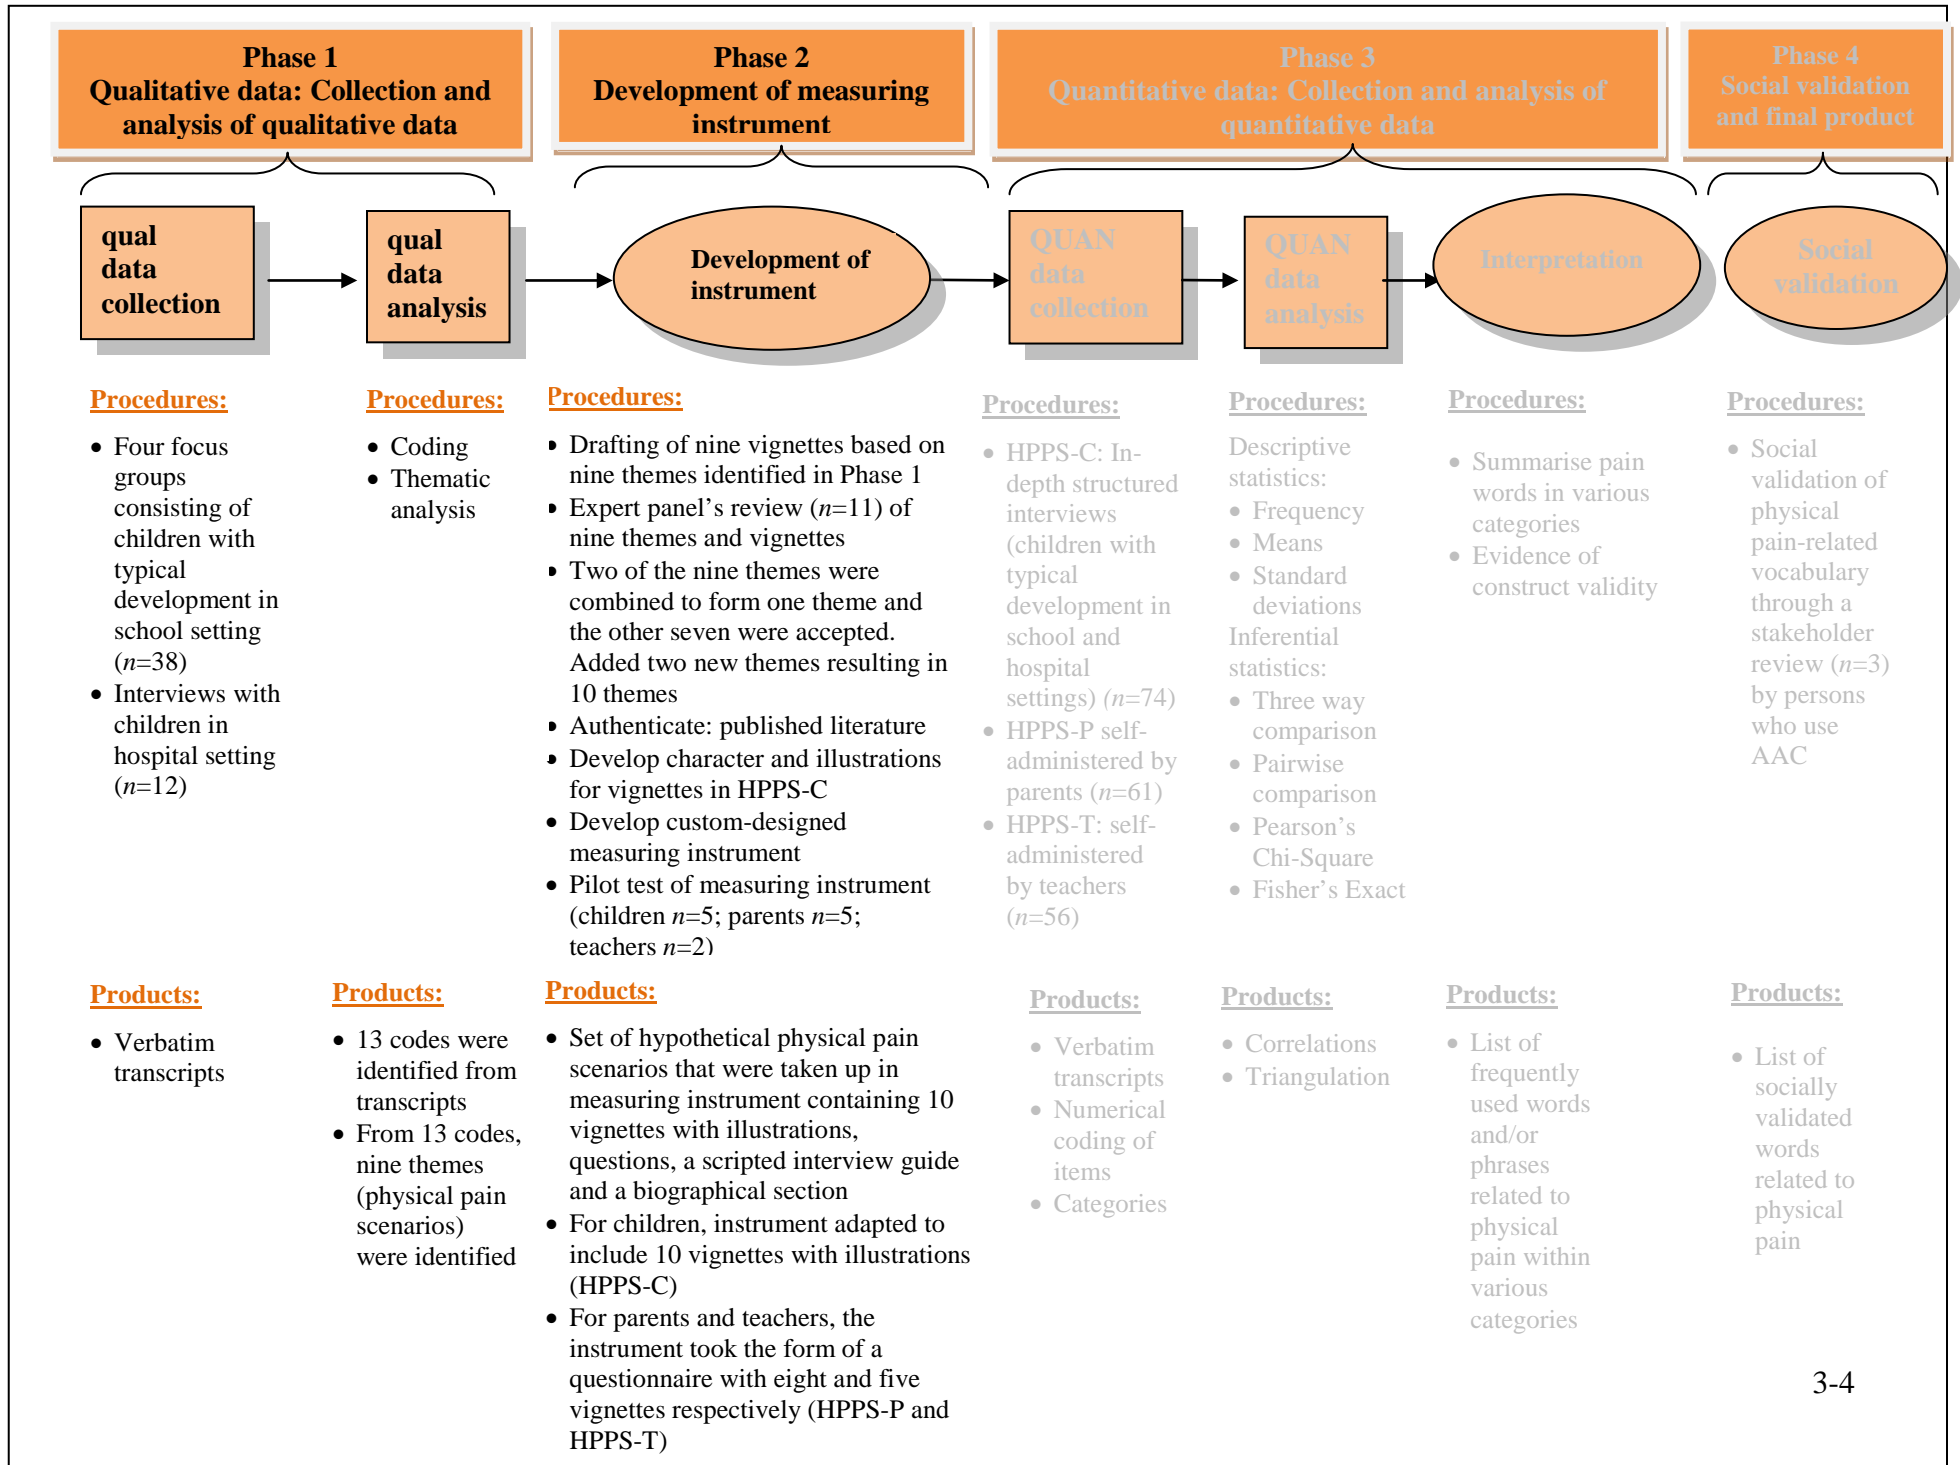 Phase 1
Qualitative data: Collection and
analysis of qualitative data
Phase 2
Development of measuring
instrument
Phase 3
Quantitative data: Collection and analysis of
quantitative data
Phase 4
Social validation
and final product
qual
data
collection
qual
data
analysis
Development of
instrument
QUAN
data
collection
QUAN
data
analysis
Interpretation
Social
validation
Procedures:
• Four focus
groups
consisting of
children with
typical
development in
school setting
(n=38)
• Interviews with
children in
hospital setting
(n=12)
Procedures:
• Coding
• Thematic
analysis
Procedures:
• Drafting of nine vignettes based on
nine themes identified in Phase 1
• Expert panel’s review (n=11) of
nine themes and vignettes
• Two of the nine themes were
combined to form one theme and
the other seven were accepted.
Added two new themes resulting in
10 themes
• Authenticate: published literature
• Develop character and illustrations
for vignettes in HPPS-C
• Develop custom-designed
measuring instrument
• Pilot test of measuring instrument
(children n=5; parents n=5;
teachers n=2)
Procedures:
• HPPS-C: In-
depth structured
interviews
(children with
typical
development in
school and
hospital
settings) (n=74)
• HPPS-P self-
administered by
parents (n=61)
• HPPS-T: self-
administered
by teachers
(n=56)
Procedures:
Descriptive
statistics:
• Frequency
• Means
• Standard
deviations
Inferential
statistics:
• Three way
comparison
• Pairwise
comparison
• Pearson’s
Chi-Square
• Fisher’s Exact
Procedures:
• Summarise pain
words in various
categories
• Evidence of
construct validity
Procedures:
• Social
validation of
physical
pain-related
vocabulary
through a
stakeholder
review (n=3)
by persons
who use
AAC
Products:
• Verbatim
transcripts
Products:
• 13 codes were
identified from
transcripts
• From 13 codes,
nine themes
(physical pain
scenarios)
were identified
Products:
• Set of hypothetical physical pain
scenarios that were taken up in
measuring instrument containing 10
vignettes with illustrations,
questions, a scripted interview guide
and a biographical section
• For children, instrument adapted to
include 10 vignettes with illustrations
(HPPS-C)
• For parents and teachers, the
instrument took the form of a
questionnaire with eight and five
vignettes respectively (HPPS-P and
HPPS-T)
Products:
• Verbatim
transcripts
• Numerical
coding of
items
• Categories
Products:
• Correlations
• Triangulation
Products:
• List of
frequently
used words
and/or
phrases
related to
physical
pain within
various
categories
Products:
• List of
socially
validated
words
related to
physical
pain
3-4